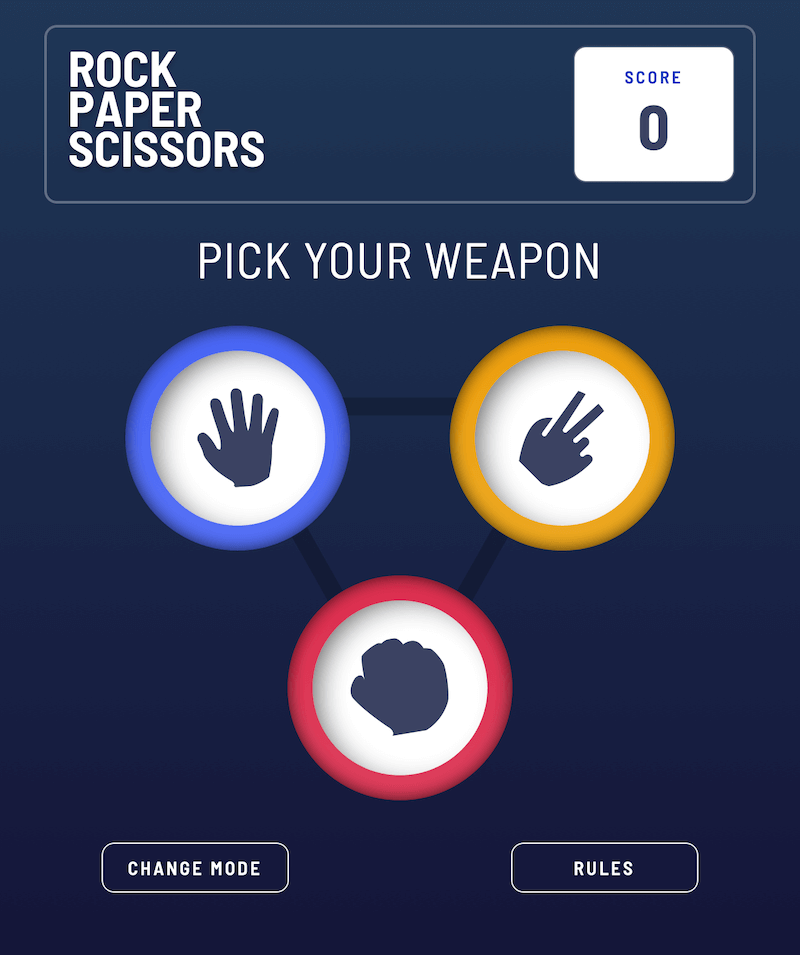 ROCK
PAPER
SCISSORS
SCORE
0
PICK YOUR WEAPON
CHANGE MODE
RULES